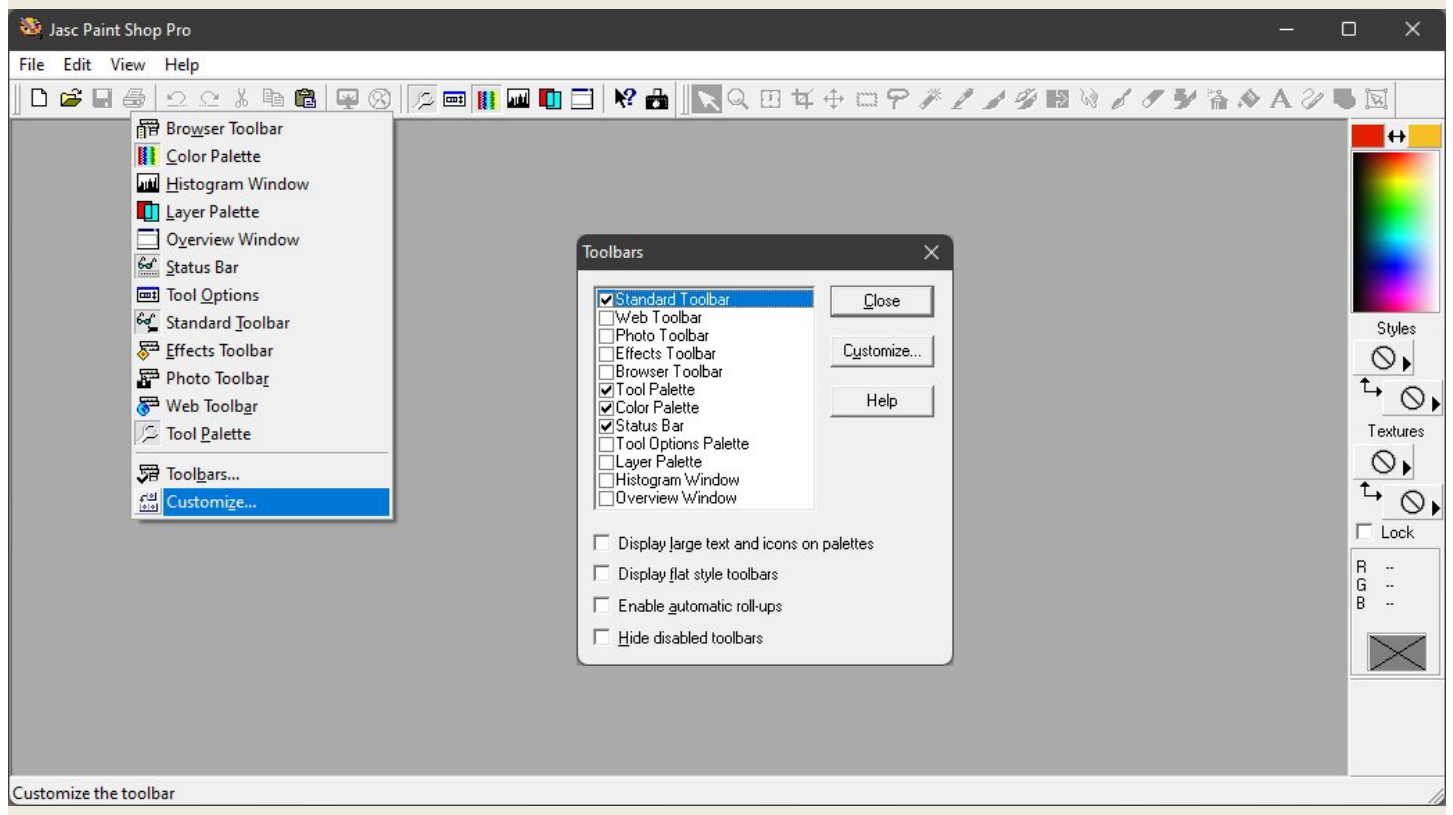 Jasc Paint Shop Pro
File Edit View Help
Browser Toolbar
Color Palette
Histogram Window
Layer Palette
Overview Window
Status Bar
Tool Options
Standard Toolbar
Effects Toolbar
Photo Toolbar
Web Toolbar
Tool Palette
Toolbars...
Customize...
Toolbars
Standard Toolbar
Web Toolbar
Photo Toolbar
Effects Toolbar
Browser Toolbar
Tool Palette
Color Palette
Status Bar
Tool Options Palette
Layer Palette
Histogram Window
Overview Window
Close
Customize...
Help
Display large text and icons on palettes
Display flat style toolbars
Enable automatic roll-ups
Hide disabled toolbars
Styles
Textures
Lock
R --
G --
B --
Customize the toolbar